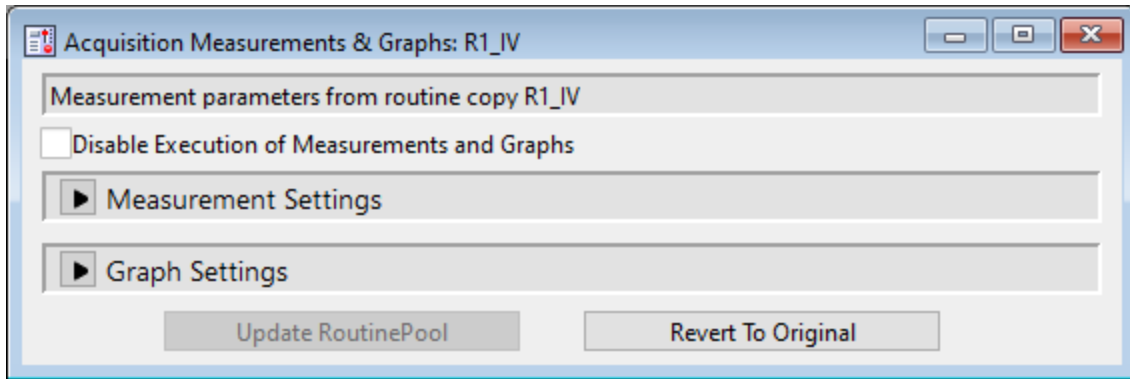 Acquisition Measurements & Graphs: R1_IV
Measurement parameters from routine copy R1_IV
Disable Execution of Measurements and Graphs
Measurement Settings
Graph Settings
Update RoutinePool Revert To Original